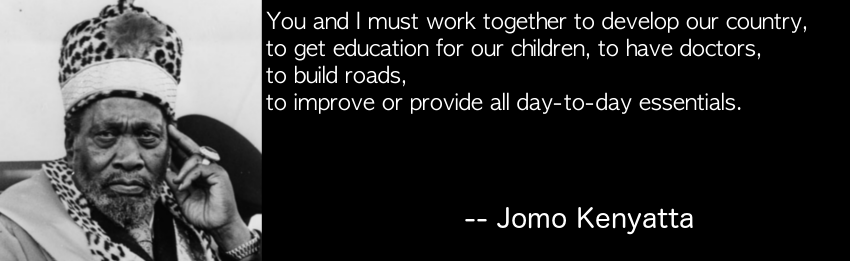 You and I must work together to develop our country,
to get education for our children, to have doctors,
to build roads,
to improve or provide all day-to-day essentials.
-- Jomo Kenyatta